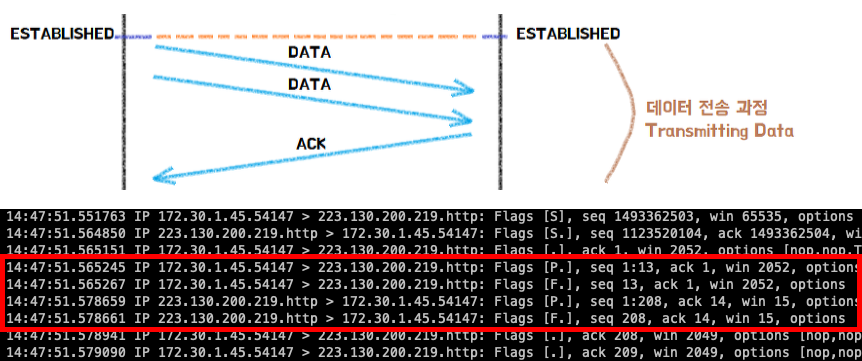 ESTABLISHED
ESTABLISHED
DATA
DATA
ACK
데이터 전송 과정
Transmitting Data
14:47:51.551763 IP 172.30.1.45.54147 > 223.130.200.219.http: Flags [S], seq 1493362503, win 65535, options
14:47:51.564850 IP 223.130.200.219.http > 172.30.1.45.54147: Flags [S.], seq 1123520104, ack 1493362504, wi
14:47:51.565151 IP 172.30.1.45.54147 > 223.130.200.219.http: Flags [.], ack 1, win 2052, options [nop,nop,T
14:47:51.565245 IP 172.30.1.45.54147 > 223.130.200.219.http: Flags [P.], seq 1:13, ack 1, win 2052, options
14:47:51.565267 IP 172.30.1.45.54147 > 223.130.200.219.http: Flags [F.], seq 13, ack 1, win 2052, options
14:47:51.578659 IP 223.130.200.219.http > 172.30.1.45.54147: Flags [P.], seq 1:208, ack 14, win 15, options
14:47:51.578661 IP 223.130.200.219.http > 172.30.1.45.54147: Flags [F.], seq 208, ack 14, win 15, options
14:47:51.578941 IP 172.30.1.45.54147 > 223.130.200.219.http: Flags [.], ack 208, win 2049, options [nop,nop
14:47:51.579090 IP 172.30.1.45.54147 > 223.130.200.219.http: Flags [.], ack 209, win 2049, options [nop,nop